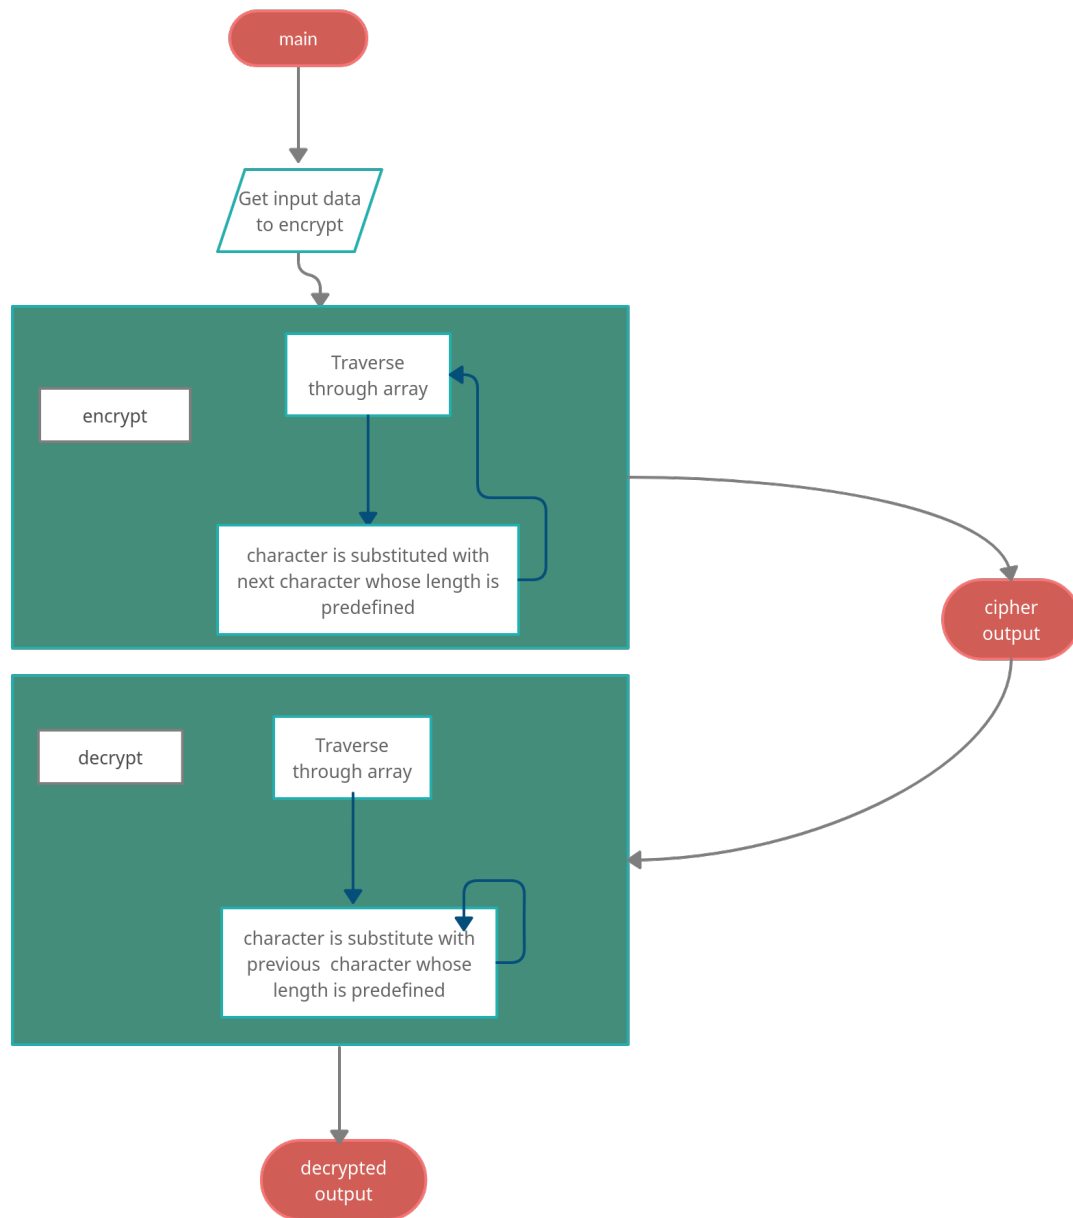 main
Get input data
to encrypt
Traverse
through array
encrypt
character is substituted with
next character whose length is
predefined
cipher
output
Traverse
through array
decrypt
character is substitute with
previous  character whose
length is predefined
decrypted
output